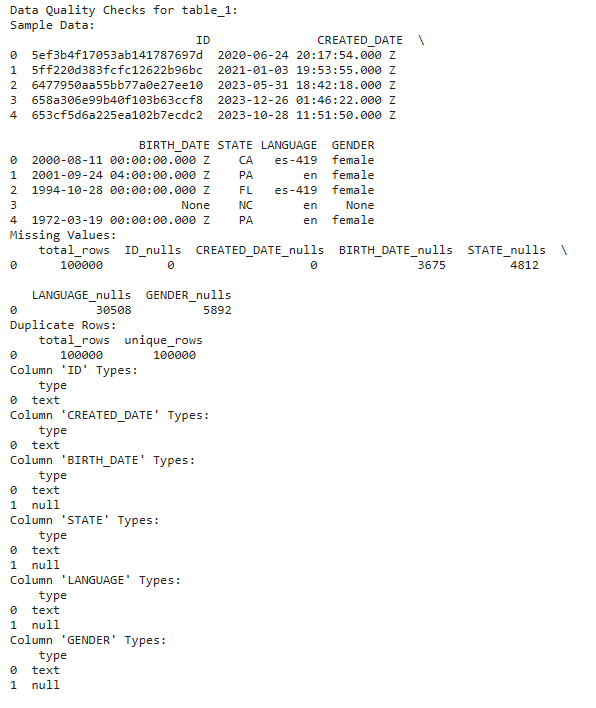 Data Quality Checks for table_1:
Sample Data:
                         ID             CREATED_DATE  \
0  5ef3b4f17053ab141787697d  2020-06-24 20:17:54.000 Z
1  5ff220d383fcfc12622b96bc  2021-01-03 19:53:55.000 Z
2  6477950aa55bb77a0e27ee10  2023-05-31 18:42:18.000 Z
3  658a306e99b40f103b63ccf8  2023-12-26 01:46:22.000 Z
4  653cf5d6a225ea102b7ecdc2  2023-10-28 11:51:50.000 Z

                 BIRTH_DATE STATE LANGUAGE  GENDER
0  2000-08-11 00:00:00.000 Z    CA   es-419  female
1  2001-09-24 04:00:00.000 Z    PA       en  female
2  1994-10-28 00:00:00.000 Z    FL   es-419  female
3                       None    NC       en    None
4  1972-03-19 00:00:00.000 Z    PA       en  female
Missing Values:
    total_rows  ID_nulls  CREATED_DATE_nulls  BIRTH_DATE_nulls  STATE_nulls  \
0       100000         0                   0              3675         4812

   LANGUAGE_nulls  GENDER_nulls
0           30508          5892
Duplicate Rows:
    total_rows  unique_rows
0       100000       100000
Column 'ID' Types:
    type
0  text
Column 'CREATED_DATE' Types:
    type
0  text
Column 'BIRTH_DATE' Types:
    type
0  text
1  null
Column 'STATE' Types:
    type
0  text
1  null
Column 'LANGUAGE' Types:
    type
0  text
1  null
Column 'GENDER' Types:
    type
0  text
1  null